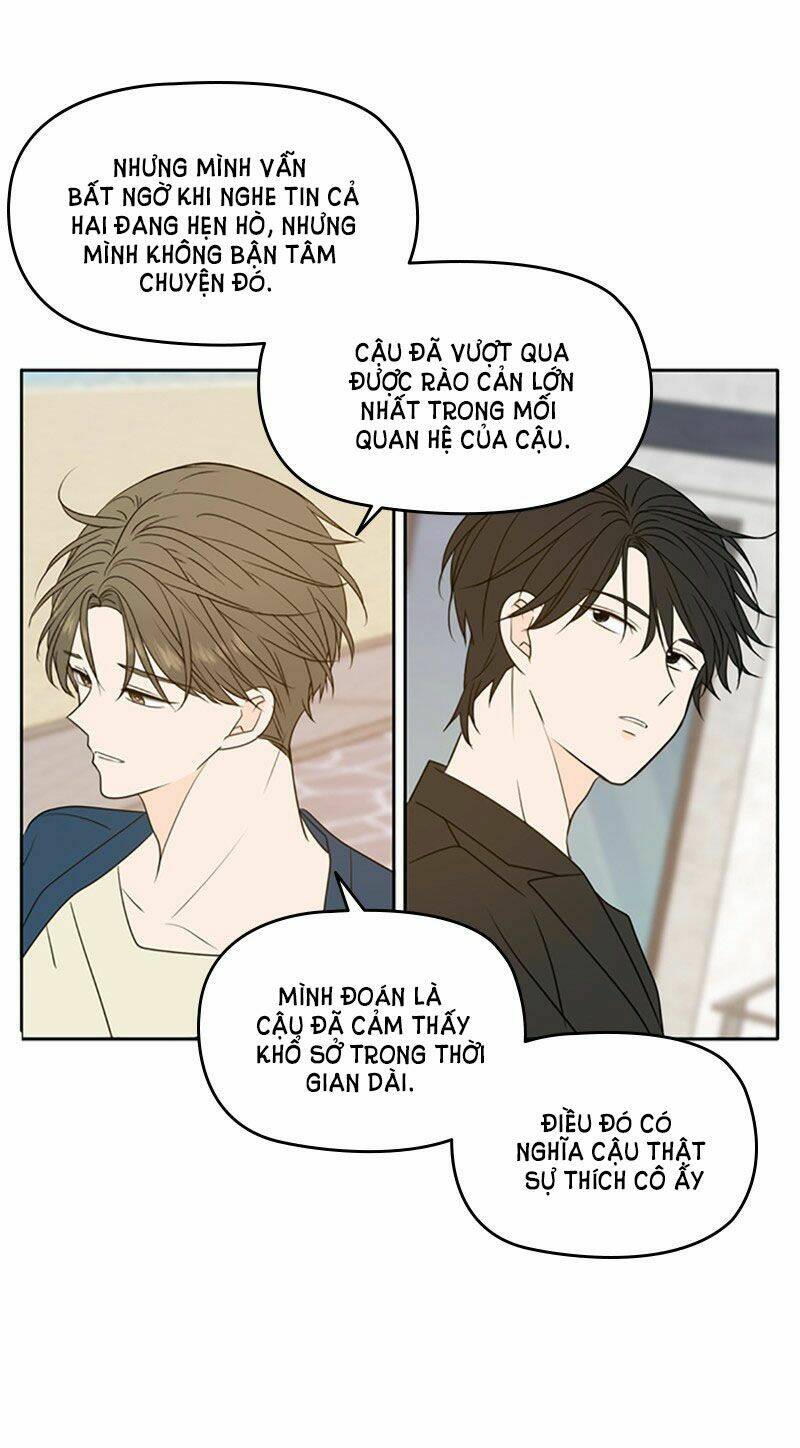 NHƯNG MÌNH VẪN
BẤT NGỜ KHI NGHE TIN CẢ
HAI ĐANG HẸN HÒ, NHƯNG
MÌNH KHÔNG BẬN TÂM
CHUYỆN ĐÓ.
CẬU ĐÃ VƯỢT QUA
ĐƯỢC RÀO CẢN LỚN
NHẤT TRONG MỐI
QUAN HỆ CỦA CẬU.
MÌNH ĐOÁN LÀ
CẬU ĐÃ CẢM THẤY
KHỔ SỞ TRONG THỜI
GIAN DÀI.
ĐIỀU ĐÓ CÓ
NGHĨA CẬU THẬT
SỰ THÍCH CÔ ẤY